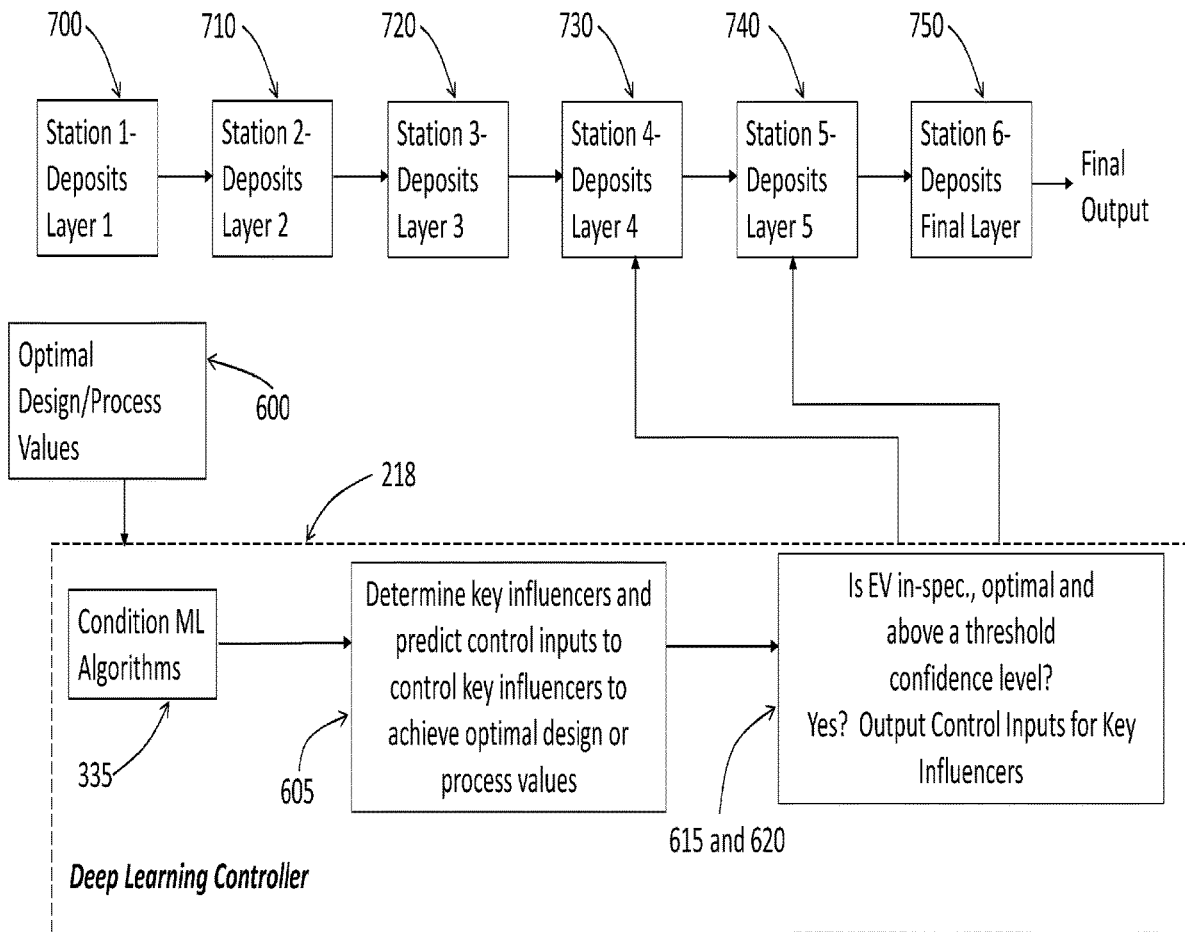 700
710
720
730
740
750
Station 1-
Deposits
Layer 1
Station 2-
Deposits
Layer 2
Station 3-
Deposits
Layer 3
Station 4-
Deposits
Layer 4
Station 5-
Deposits
Layer 5
Station 6-
Deposits
Final Layer
Final
Output
Optimal
Design/Process
Values
600
218
Condition ML
Algorithms
335
Determine key influencers and
predict control inputs to
control key influencers to
achieve optimal design or
process values
605
Is EV in-spec., optimal and
above a threshold
confidence level?
Yes? Output Control Inputs for Key
Influencers
615 and 620
Deep Learning Controller